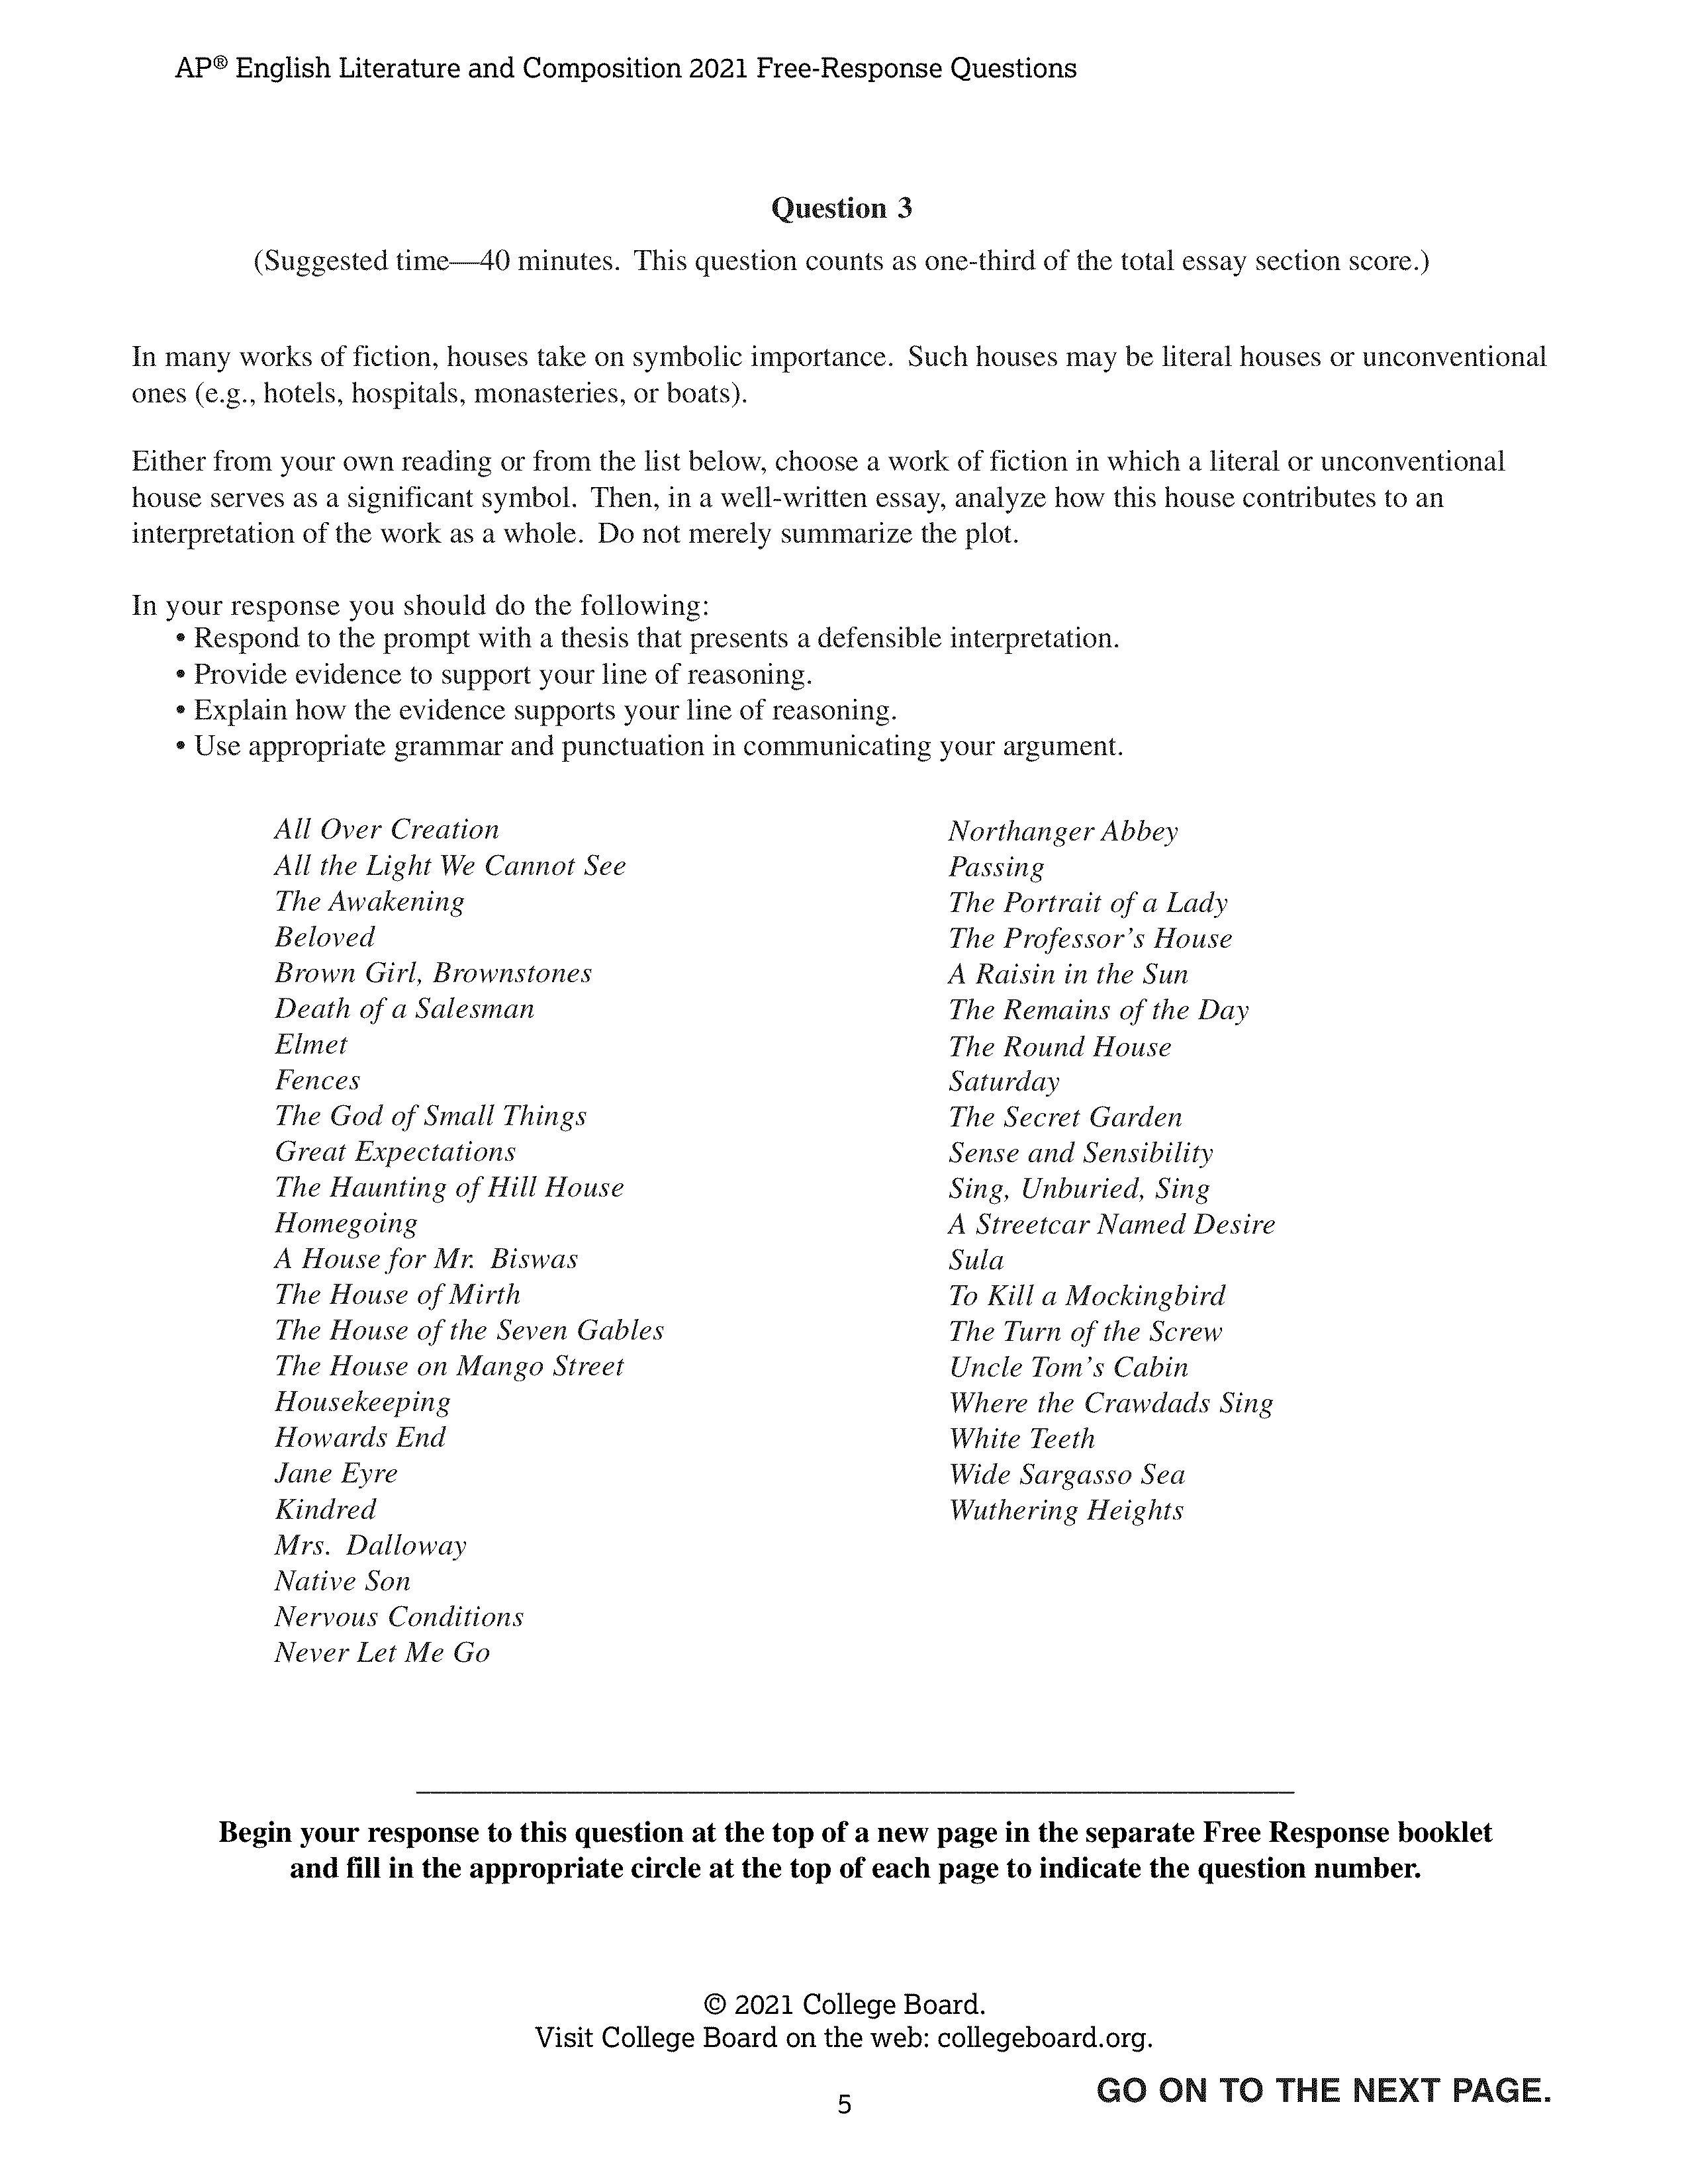 AP® English Literature and Composition 2021 Free-Response Questions
Question 3
(Suggested time—40 minutes. This question counts as one-third of the total essay section score.)
In many works of fiction, houses take on symbolic importance. Such houses may be literal houses or unconventional
ones (e.g., hotels, hospitals, monasteries, or boats).
Either from your own reading or from the list below, choose a work of fiction in which a literal or unconventional
house serves as a significant symbol. Then, in a well-written essay, analyze how this house contributes to an
interpretation of the work as a whole. Do not merely summarize the plot.
In your response you should do the following:
• Respond to the prompt with a thesis that presents a defensible interpretation.
• Provide evidence to support your line of reasoning.
• Explain how the evidence supports your line of reasoning.
• Use appropriate grammar and punctuation in communicating your argument.
All Over Creation
All the Light We Cannot See
The Awakening
Beloved
Brown Girl, Brownstones
Death of a Salesman
Elmet
Fences
The God of Small Things
Great Expectations
The Haunting of Hill House
Homegoing
A House for Mr. Biswas
The House of Mirth
The House of the Seven Gables
The House on Mango Street
Housekeeping
Howards End
Jane Eyre
Kindred
Mrs. Dalloway
Native Son
Nervous Conditions
Never Let Me Go
Northanger Abbey
Passing
The Portrait of a Lady
The Professor's House
A Raisin in the Sun
The Remains of the Day
The Round House
Saturday
The Secret Garden
Sense and Sensibility
Sing, Unburied, Sing
A Streetcar Named Desire
Sula
To Kill a Mockingbird
The Turn of the Screw
Uncle Tom's Cabin
Where the Crawdads Sing
White Teeth
Wide Sargasso Sea
Wuthering Heights
Begin your response to this question at the top of a new page in the separate Free Response booklet
and fill in the appropriate circle at the top of each page to indicate the question number.
© 2021 College Board.
Visit College Board on the web: collegeboard.org.
GO ON TO THE NEXT PAGE.
5